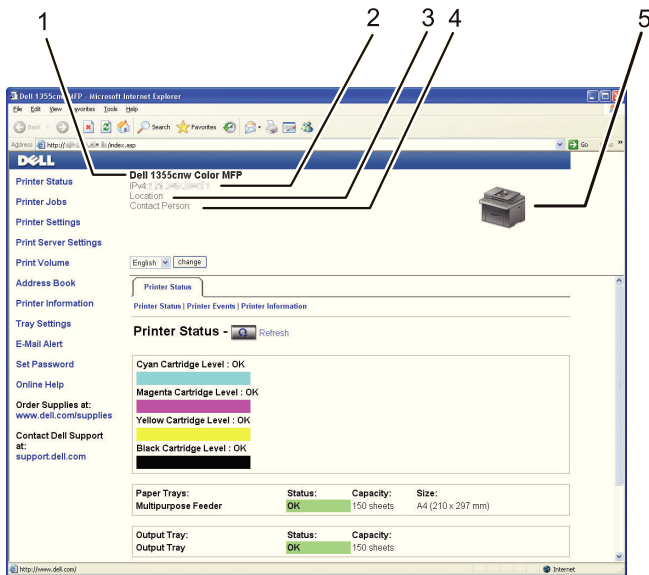 1 2 3 4 5
Dell 1355cnw MFP - Microsoft Internet Explorer
File Edit View Favorites Tools Help
Back Search Favorites
Address http:// /index.asp Go
DELL
Dell 1355cnw Color MFP
IPv4:
Location:
Contact Person:
Printer Status
Printer Jobs
Printer Settings
Print Server Settings
Print Volume
Address Book
Printer Information
Tray Settings
E-Mail Alert
Set Password
Online Help
Order Supplies at:
www.dell.com/supplies
Contact Dell Support
at:
support.dell.com
English change
Printer Status
Printer Status | Printer Events | Printer Information
Printer Status - Refresh
Cyan Cartridge Level : OK
Magenta Cartridge Level : OK
Yellow Cartridge Level : OK
Black Cartridge Level : OK
Paper Trays: Status: Capacity: Size:
Multipurpose Feeder OK 150 sheets A4 (210 x 297 mm)
Output Tray: Status: Capacity:
Output Tray OK 150 sheets
http://www.dell.com/ Internet